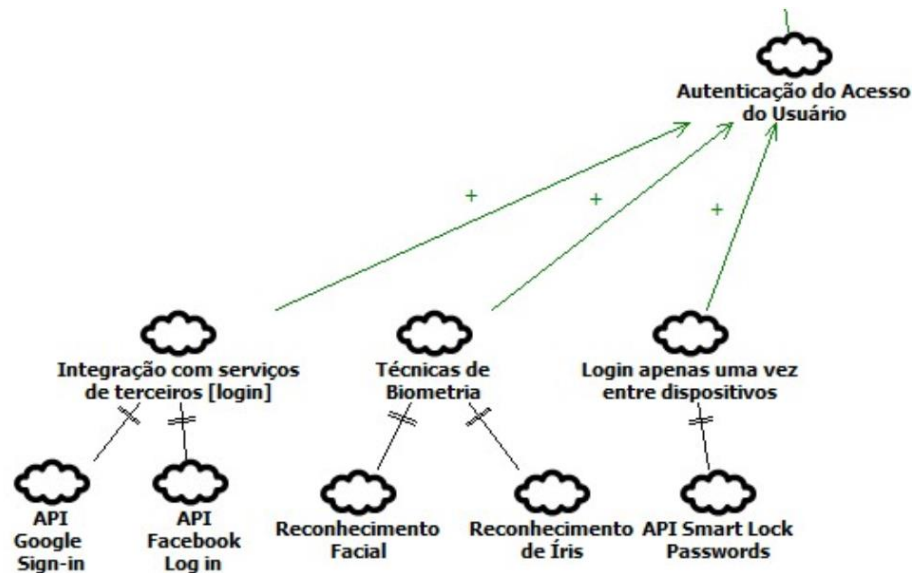 Autenticação do Acesso
do Usuário
+
+
+
Integração com serviços
de terceiros [login]
Técnicas de
Biometria
Login apenas uma vez
entre dispositivos
API
Google
Sign-in
API
Facebook
Log in
Reconhecimento
Facial
Reconhecimento
de Íris
API Smart Lock
Passwords